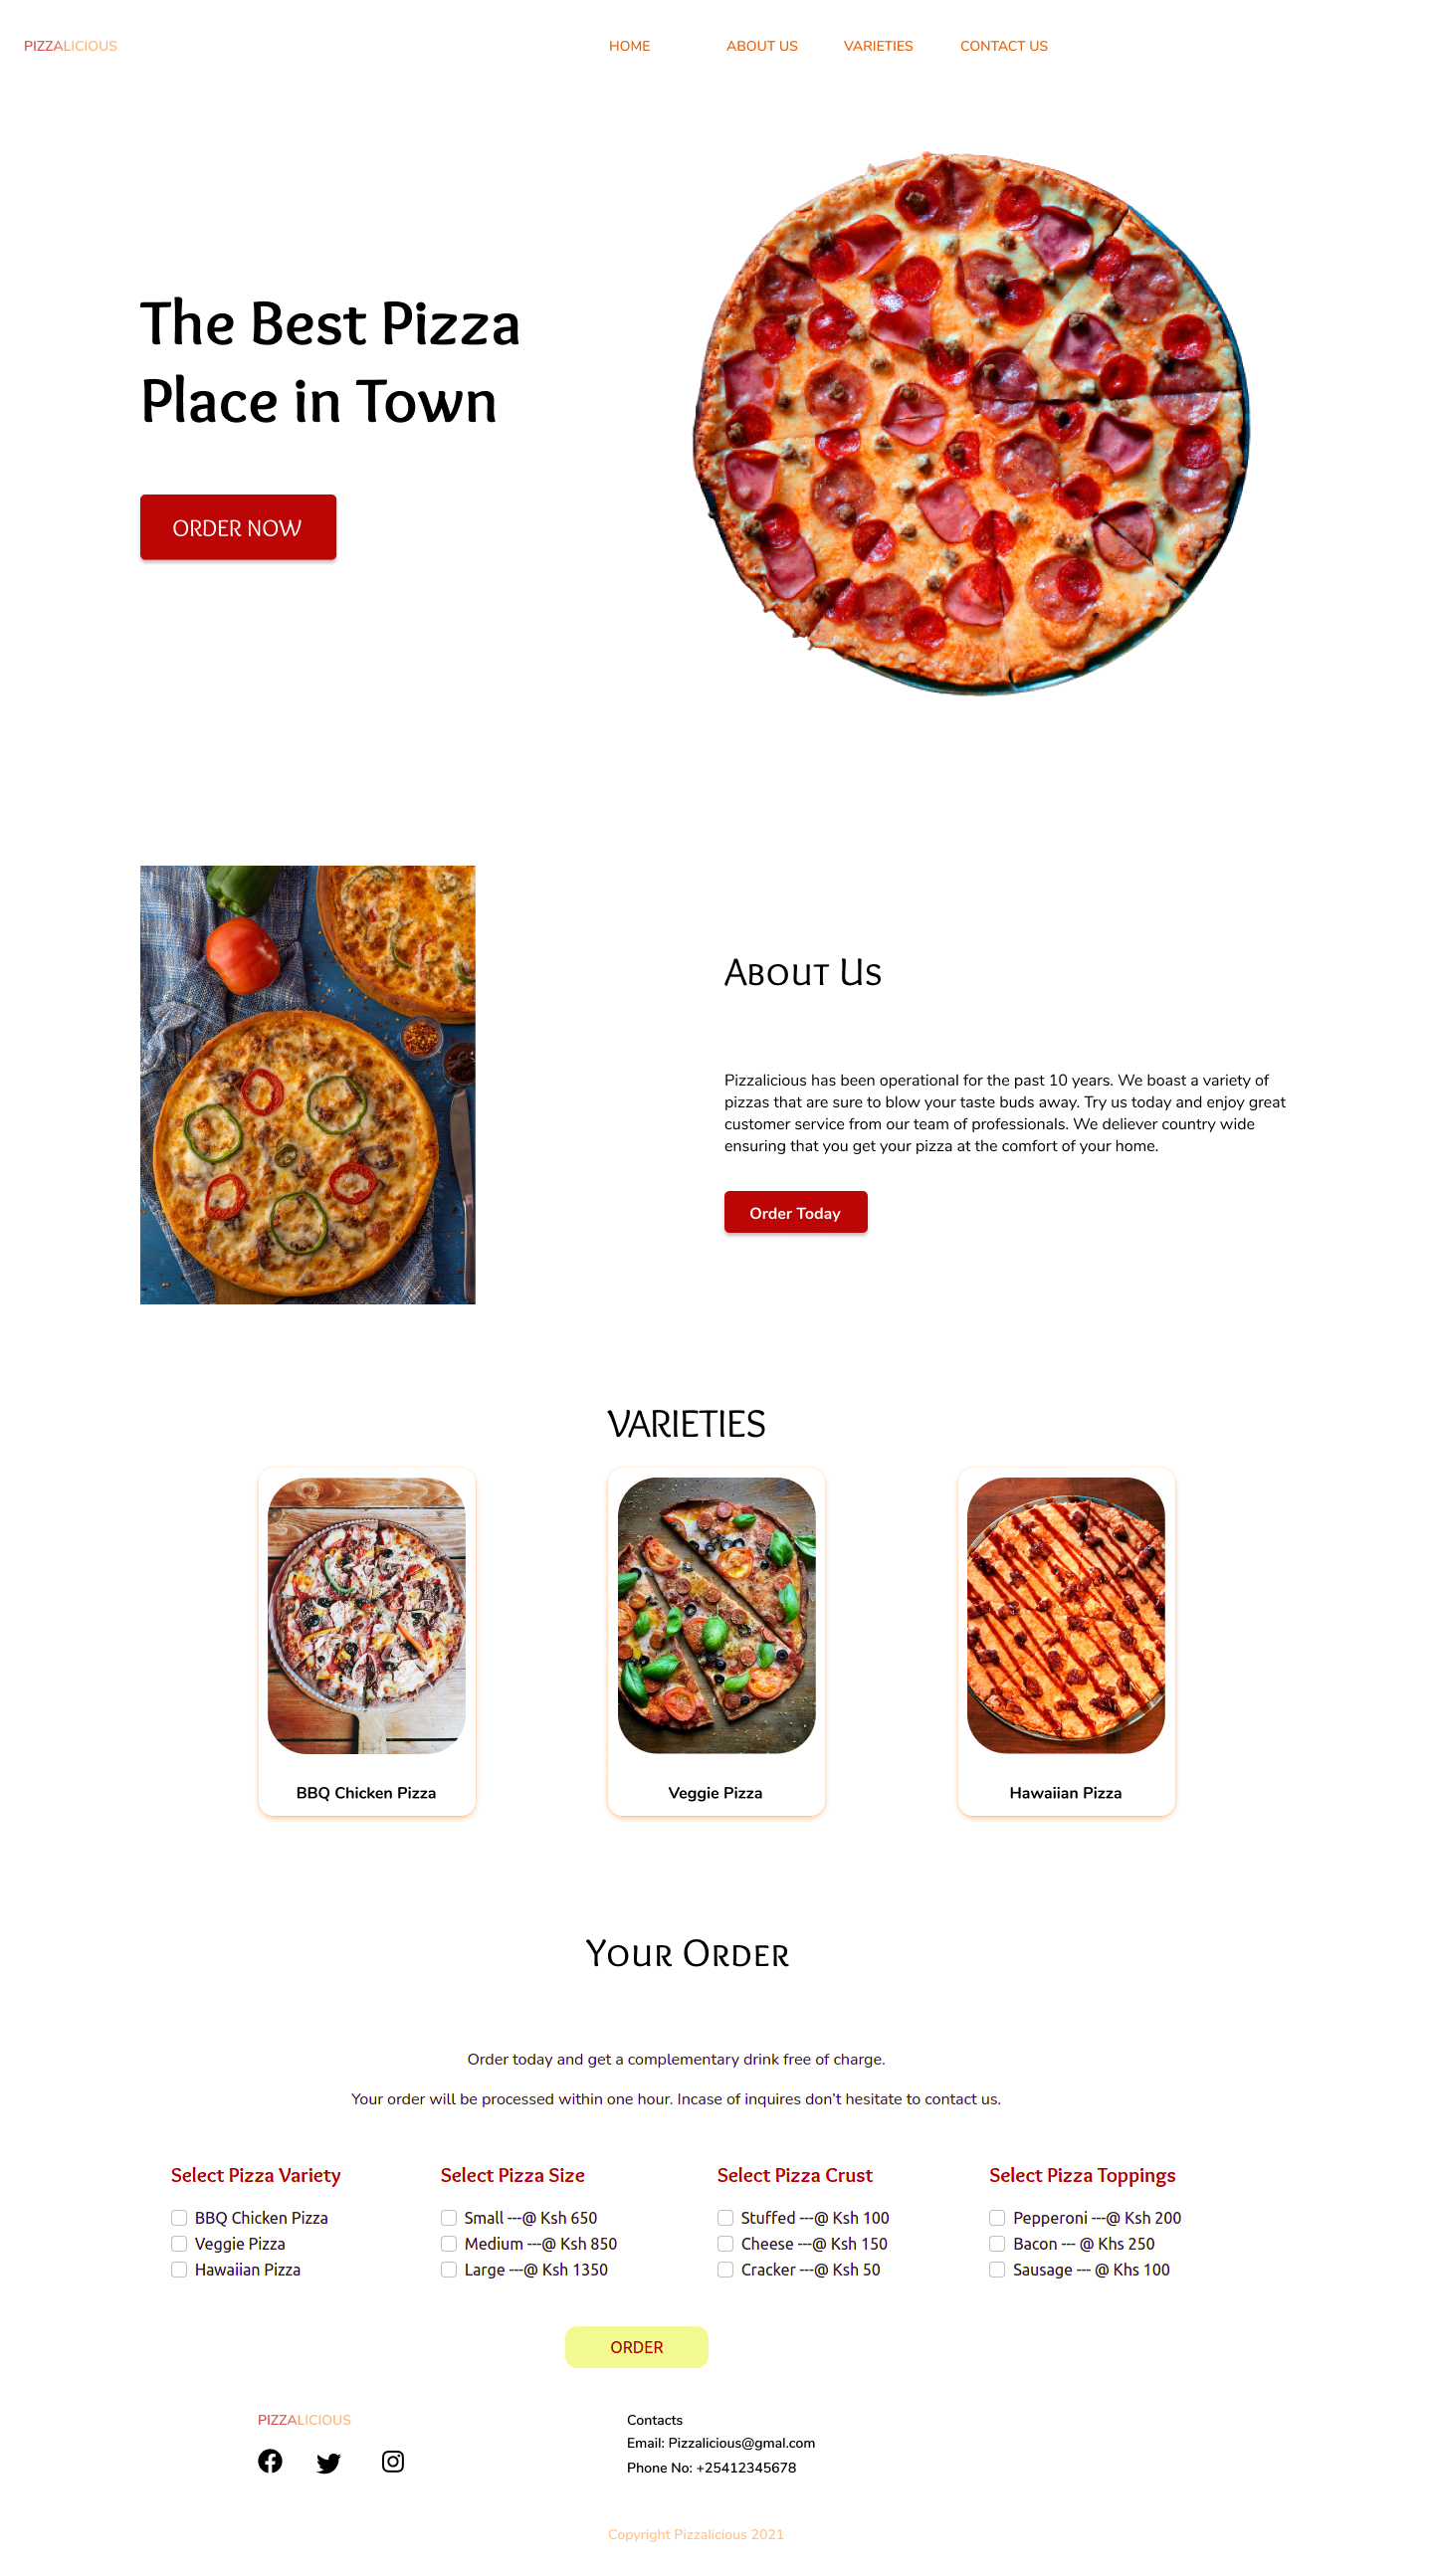 PIZZALICIOUS
HOME
ABOUT US
VARIETIES
CONTACT US
The Best Pizza
Place in Town
ORDER NOW
About Us
Pizzalicious has been operational for the past 10 years. We boast a variety of
pizzas that are sure to blow your taste buds away. Try us today and enjoy great
customer service from our team of professionals. We deliever country wide
ensuring that you get your pizza at the comfort of your home.
Order Today
VARIETIES
BBQ Chicken Pizza
Veggie Pizza
Hawaiian Pizza
Your Order
Order today and get a complementary drink free of charge.
Your order will be processed within one hour. Incase of inquires don’t hesitate to contact us.
Select Pizza Variety
BBQ Chicken Pizza
Veggie Pizza
Hawaiian Pizza
Select Pizza Size
Small ---@ Ksh 650
Medium ---@ Ksh 850
Large ---@ Ksh 1350
Select Pizza Crust
Stuffed ---@ Ksh 100
Cheese ---@ Ksh 150
Cracker ---@ Ksh 50
Select Pizza Toppings
Pepperoni ---@ Ksh 200
Bacon --- @ Khs 250
Sausage --- @ Khs 100
ORDER
PIZZALICIOUS
Contacts
Email: Pizzalicious@gmal.com
Phone No: +25412345678
Copyright Pizzalicious 2021